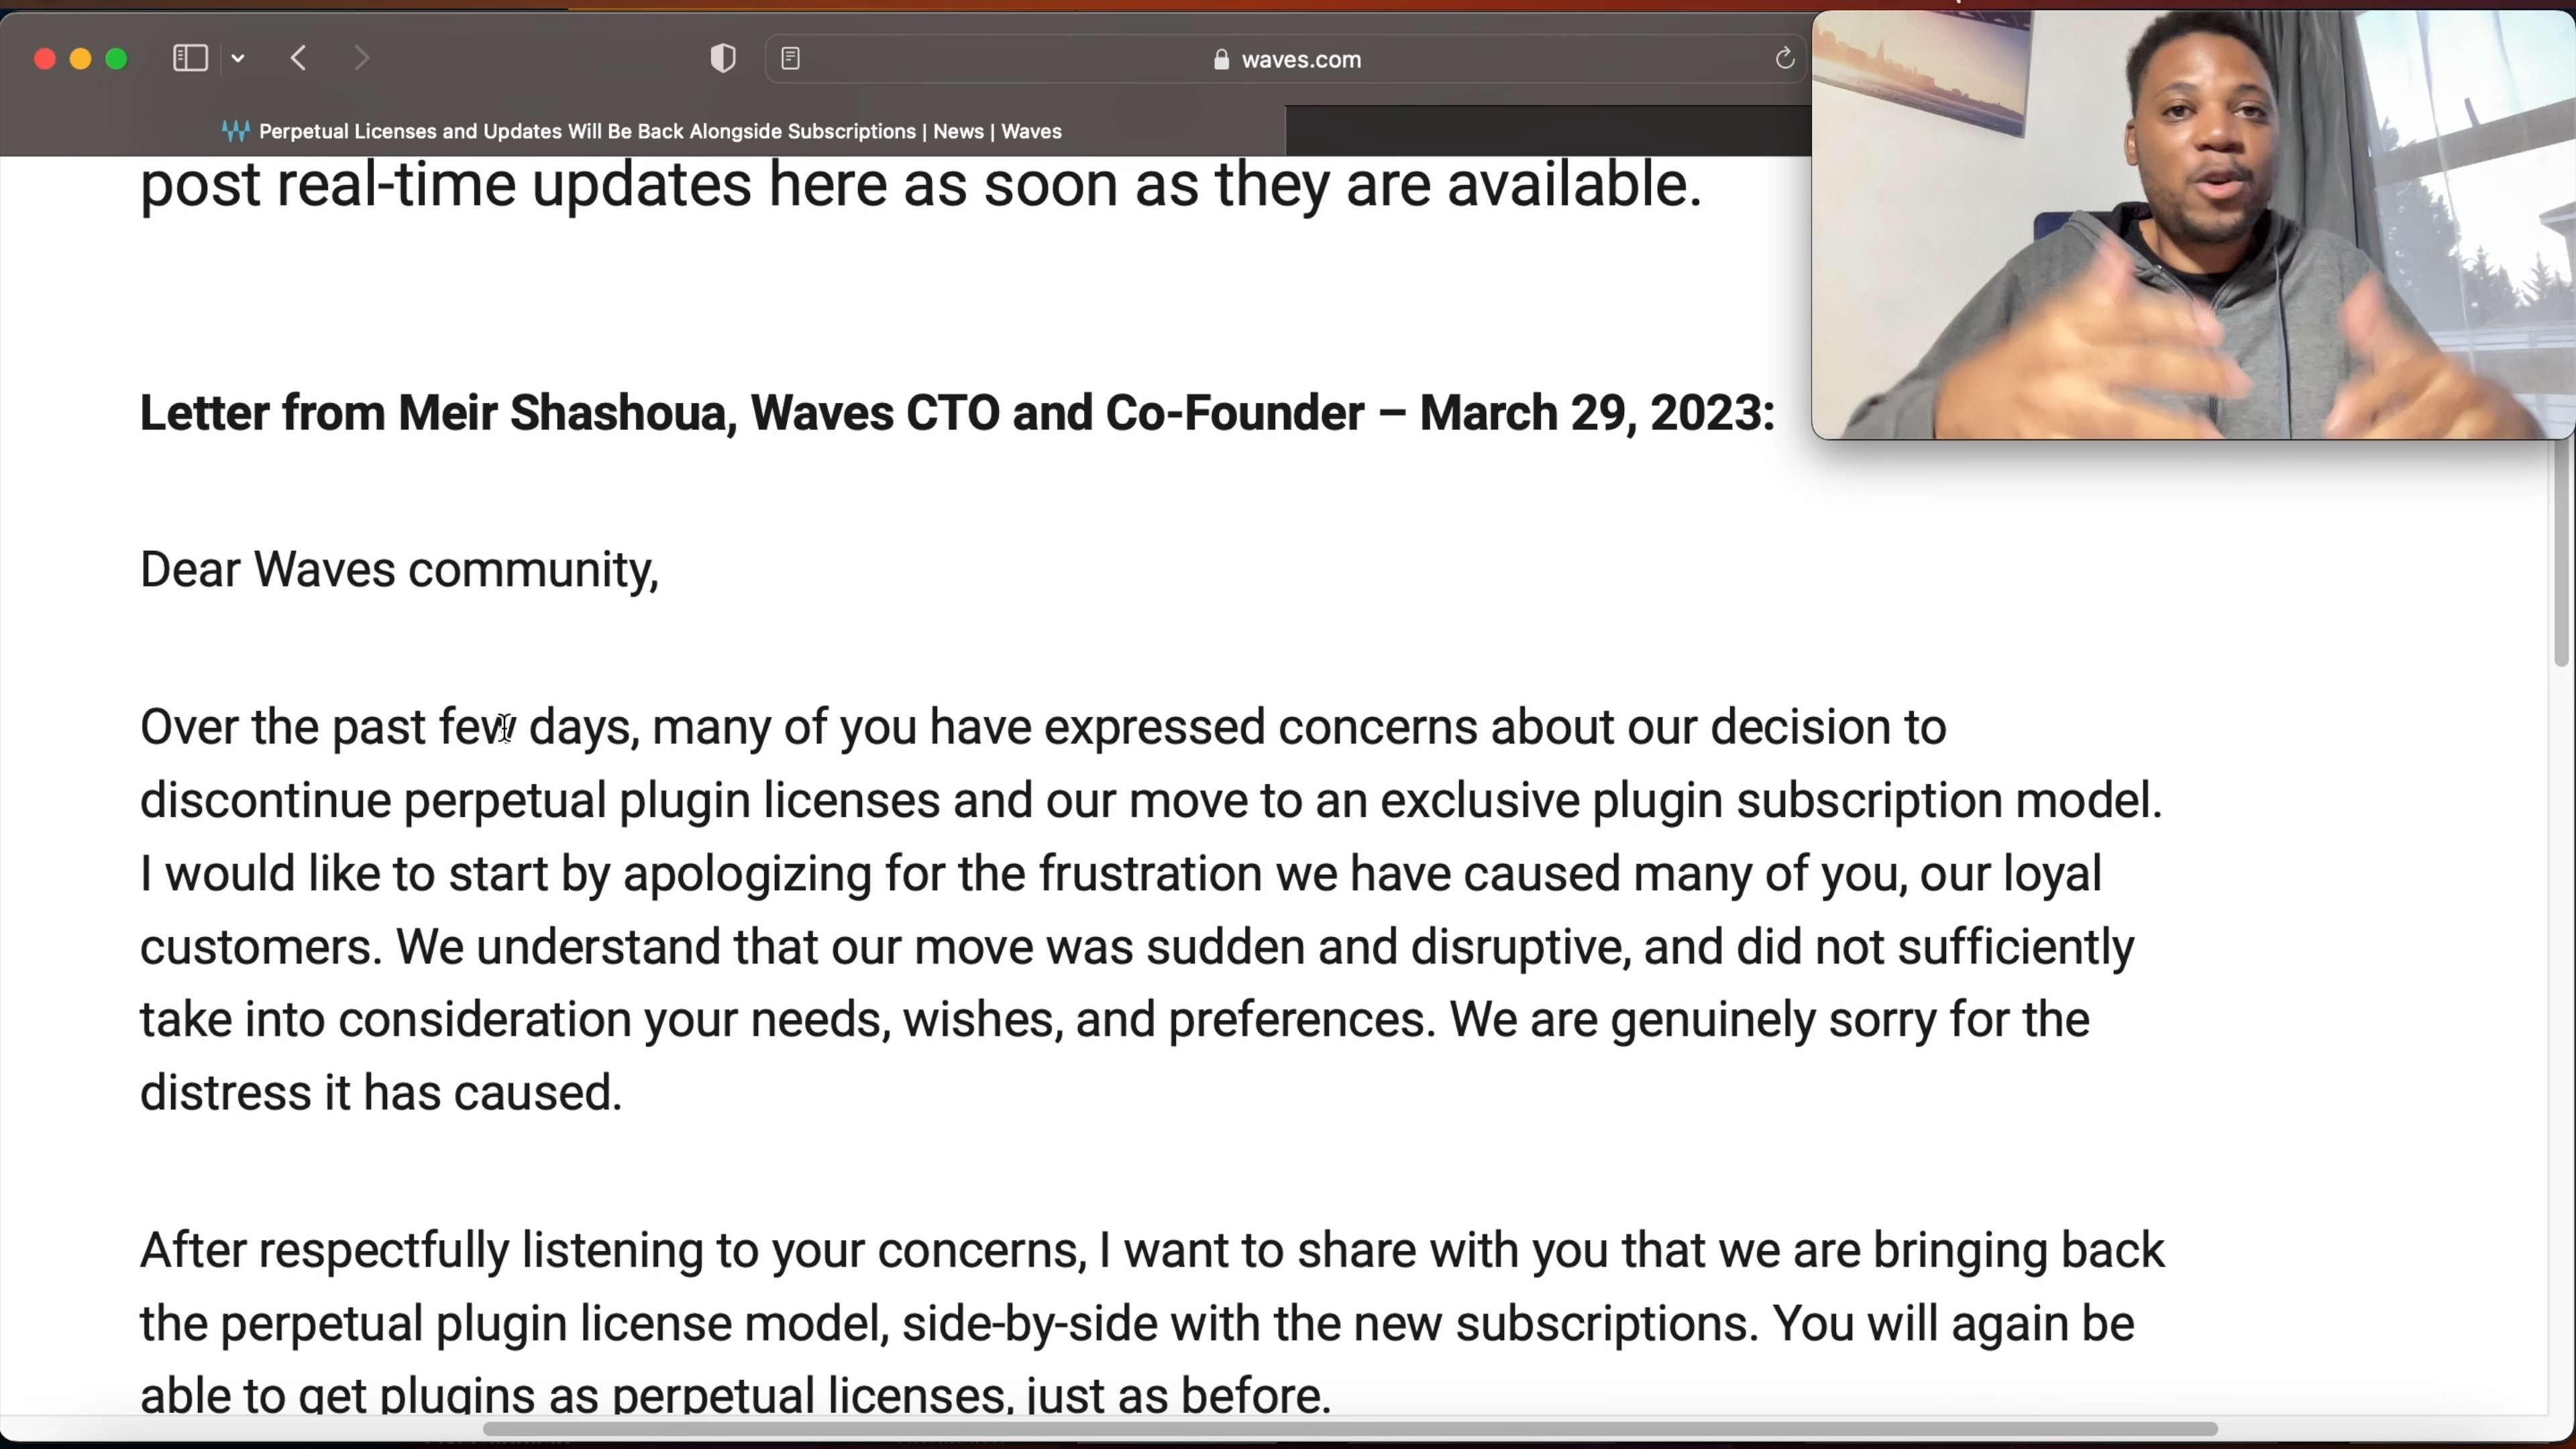 waves.com
Perpetual Licenses and Updates Will Be Back Alongside Subscriptions | News | Waves
post real-time updates here as soon as they are available.
Letter from Meir Shashoua, Waves CTO and Co-Founder – March 29, 2023:
Dear Waves community,
Over the past few days, many of you have expressed concerns about our decision to
discontinue perpetual plugin licenses and our move to an exclusive plugin subscription model.
I would like to start by apologizing for the frustration we have caused many of you, our loyal
customers. We understand that our move was sudden and disruptive, and did not sufficiently
take into consideration your needs, wishes, and preferences. We are genuinely sorry for the
distress it has caused.
After respectfully listening to your concerns, I want to share with you that we are bringing back
the perpetual plugin license model, side-by-side with the new subscriptions. You will again be
able to get plugins as perpetual licenses, just as before.